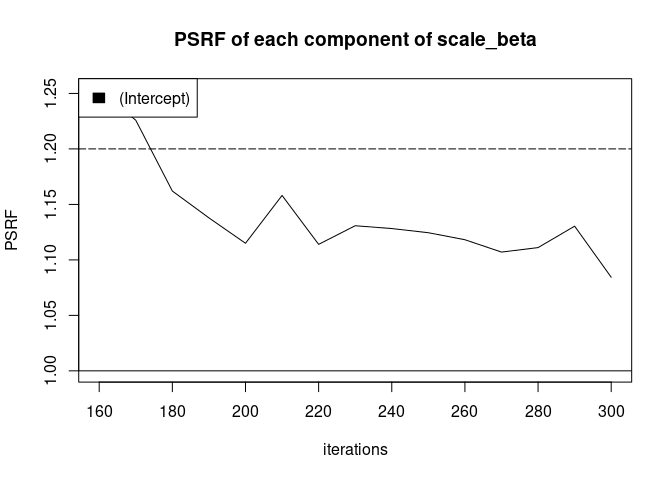 PSRF of each component of scale_beta
(Intercept)
1.25
1.20
1.15
1.10
1.05
1.00
PSRF
160 180 200 220 240 260 280 300
iterations